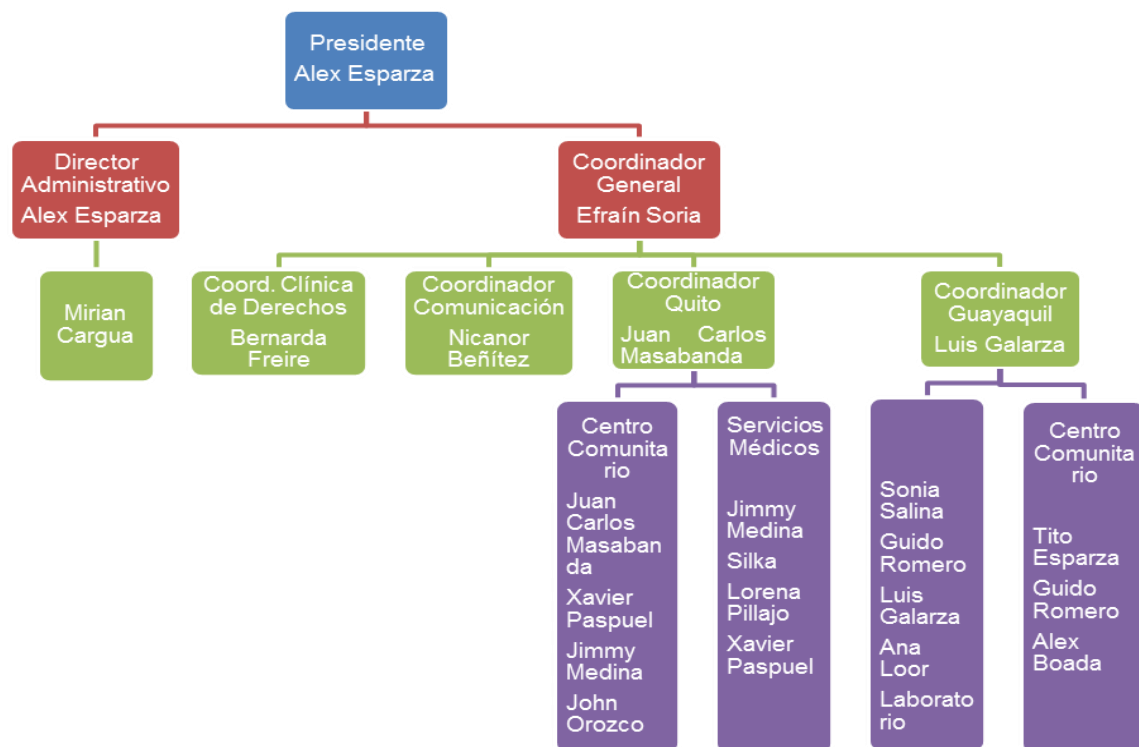 Presidente
Alex Esparza
Director
Administrativo
Alex Esparza
Coordinador
General
Efraín Soria
Mirian
Cargua
Coord. Clínica
de Derechos
Bernarda
Freire
Coordinador
Comunicación
Nicanor
Beñítez
Coordinador
Quito
Juan Carlos
Masabanda
Coordinador
Guayaquil
Luis Galarza
Centro
Comunita
rio
Juan
Carlos
Masaban
da
Xavier
Paspuel
Jimmy
Medina
John
Orozco
Servicios
Médicos
Jimmy
Medina
Silka
Lorena
Pillajo
Xavier
Paspuel
Sonia
Salina
Guido
Romero
Luis
Galarza
Ana
Loor
Laborato
rio
Centro
Comunita
rio
Tito
Esparza
Guido
Romero
Alex
Boada